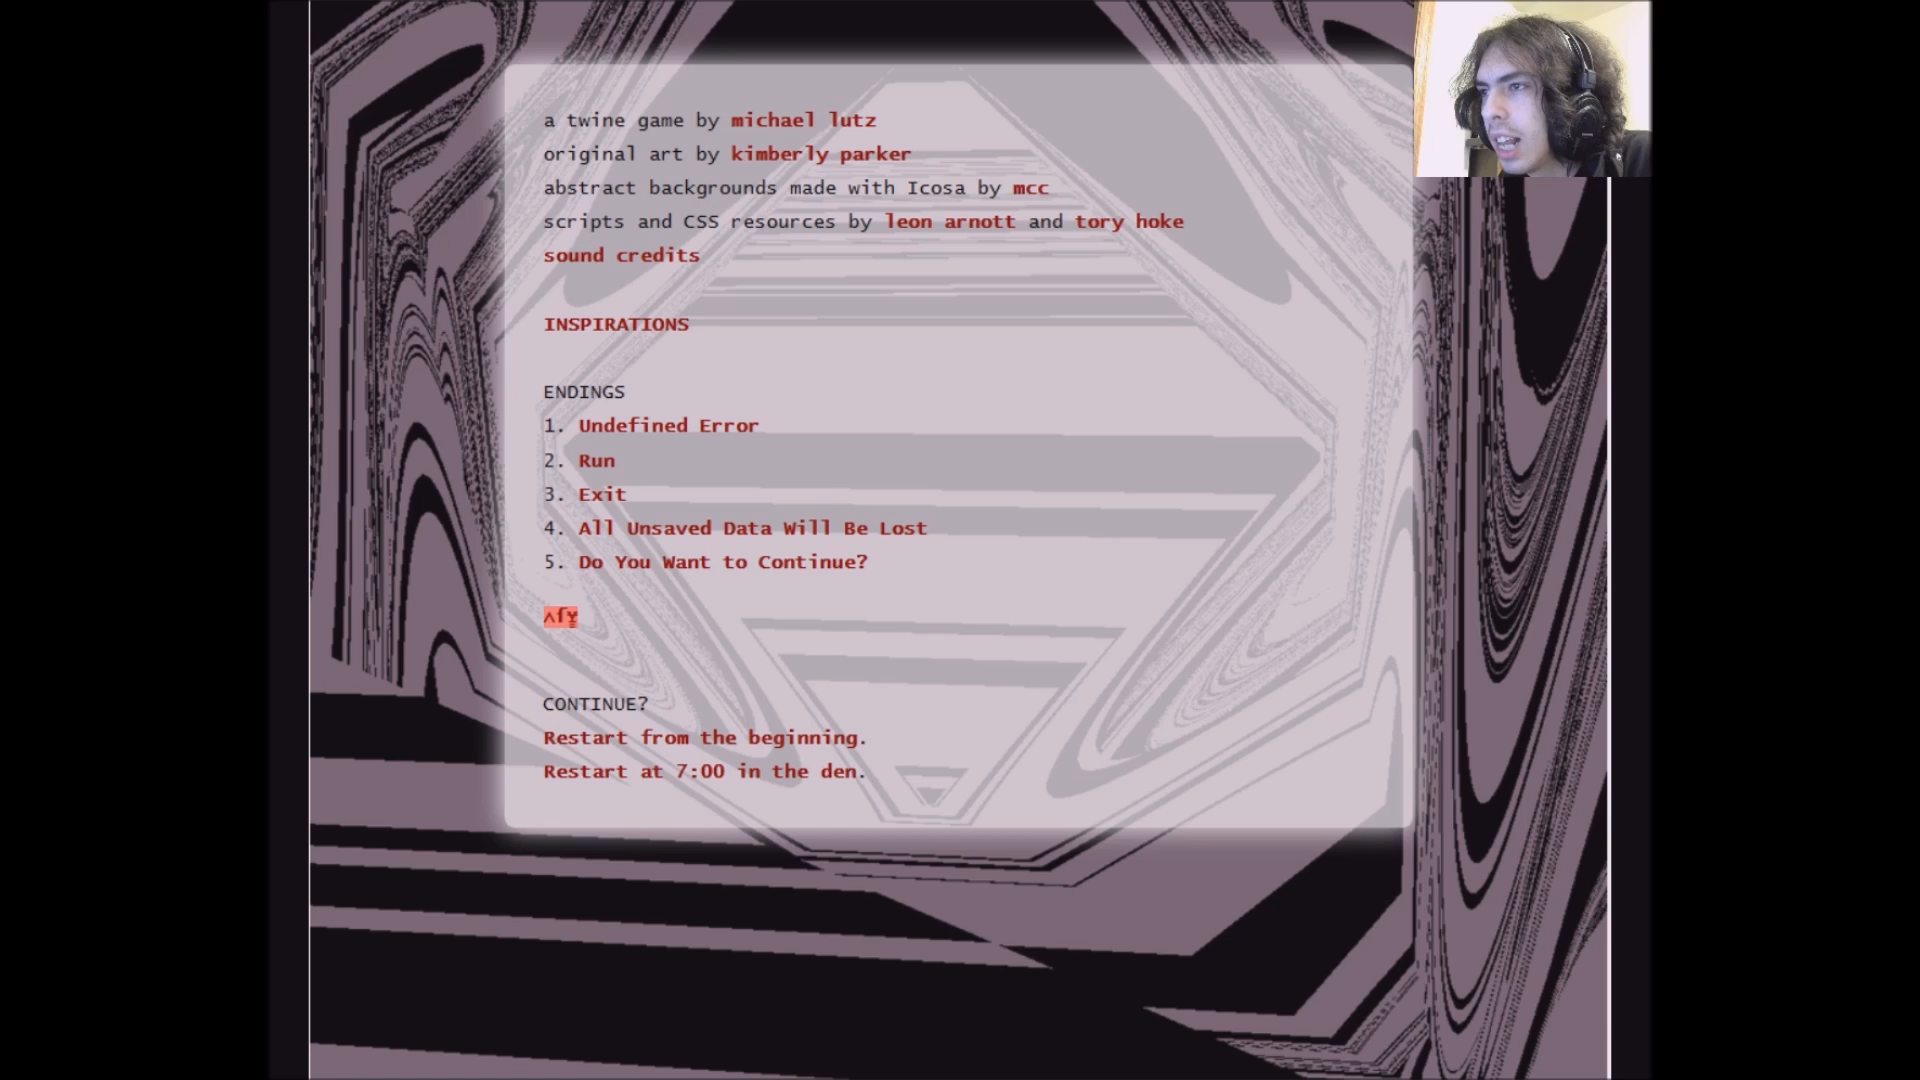 a twine game by michael lutz
original art by kimberly parker
abstract backgrounds made with Icosa by mcc
scripts and CSS resources by leon arnott and tory hoke
sound credits
INSPIRATIONS
ENDINGS
1. Undefined Error
2. Run
3. Exit
4. All Unsaved Data Will Be Lost
5. Do You Want to Continue?
CONTINUE?
Restart from the beginning.
Restart at 7:00 in the den.